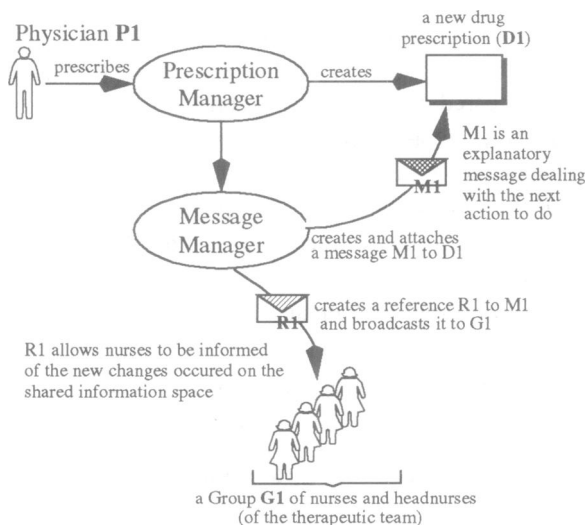 Physician P1
prescribes
Prescription
Manager
creates
a new drug
prescription (D1)
M1 is an
explanatory
message dealing
with the next
action to do
M1
Message
Manager
creates and attaches
a message M1 to D1
R1
creates a reference R1 to M1
and broadcasts it to G1
R1 allows nurses to be informed
of the new changes occured on the
shared information space
a Group G1 of nurses and headnurses
(of the therapeutic team)